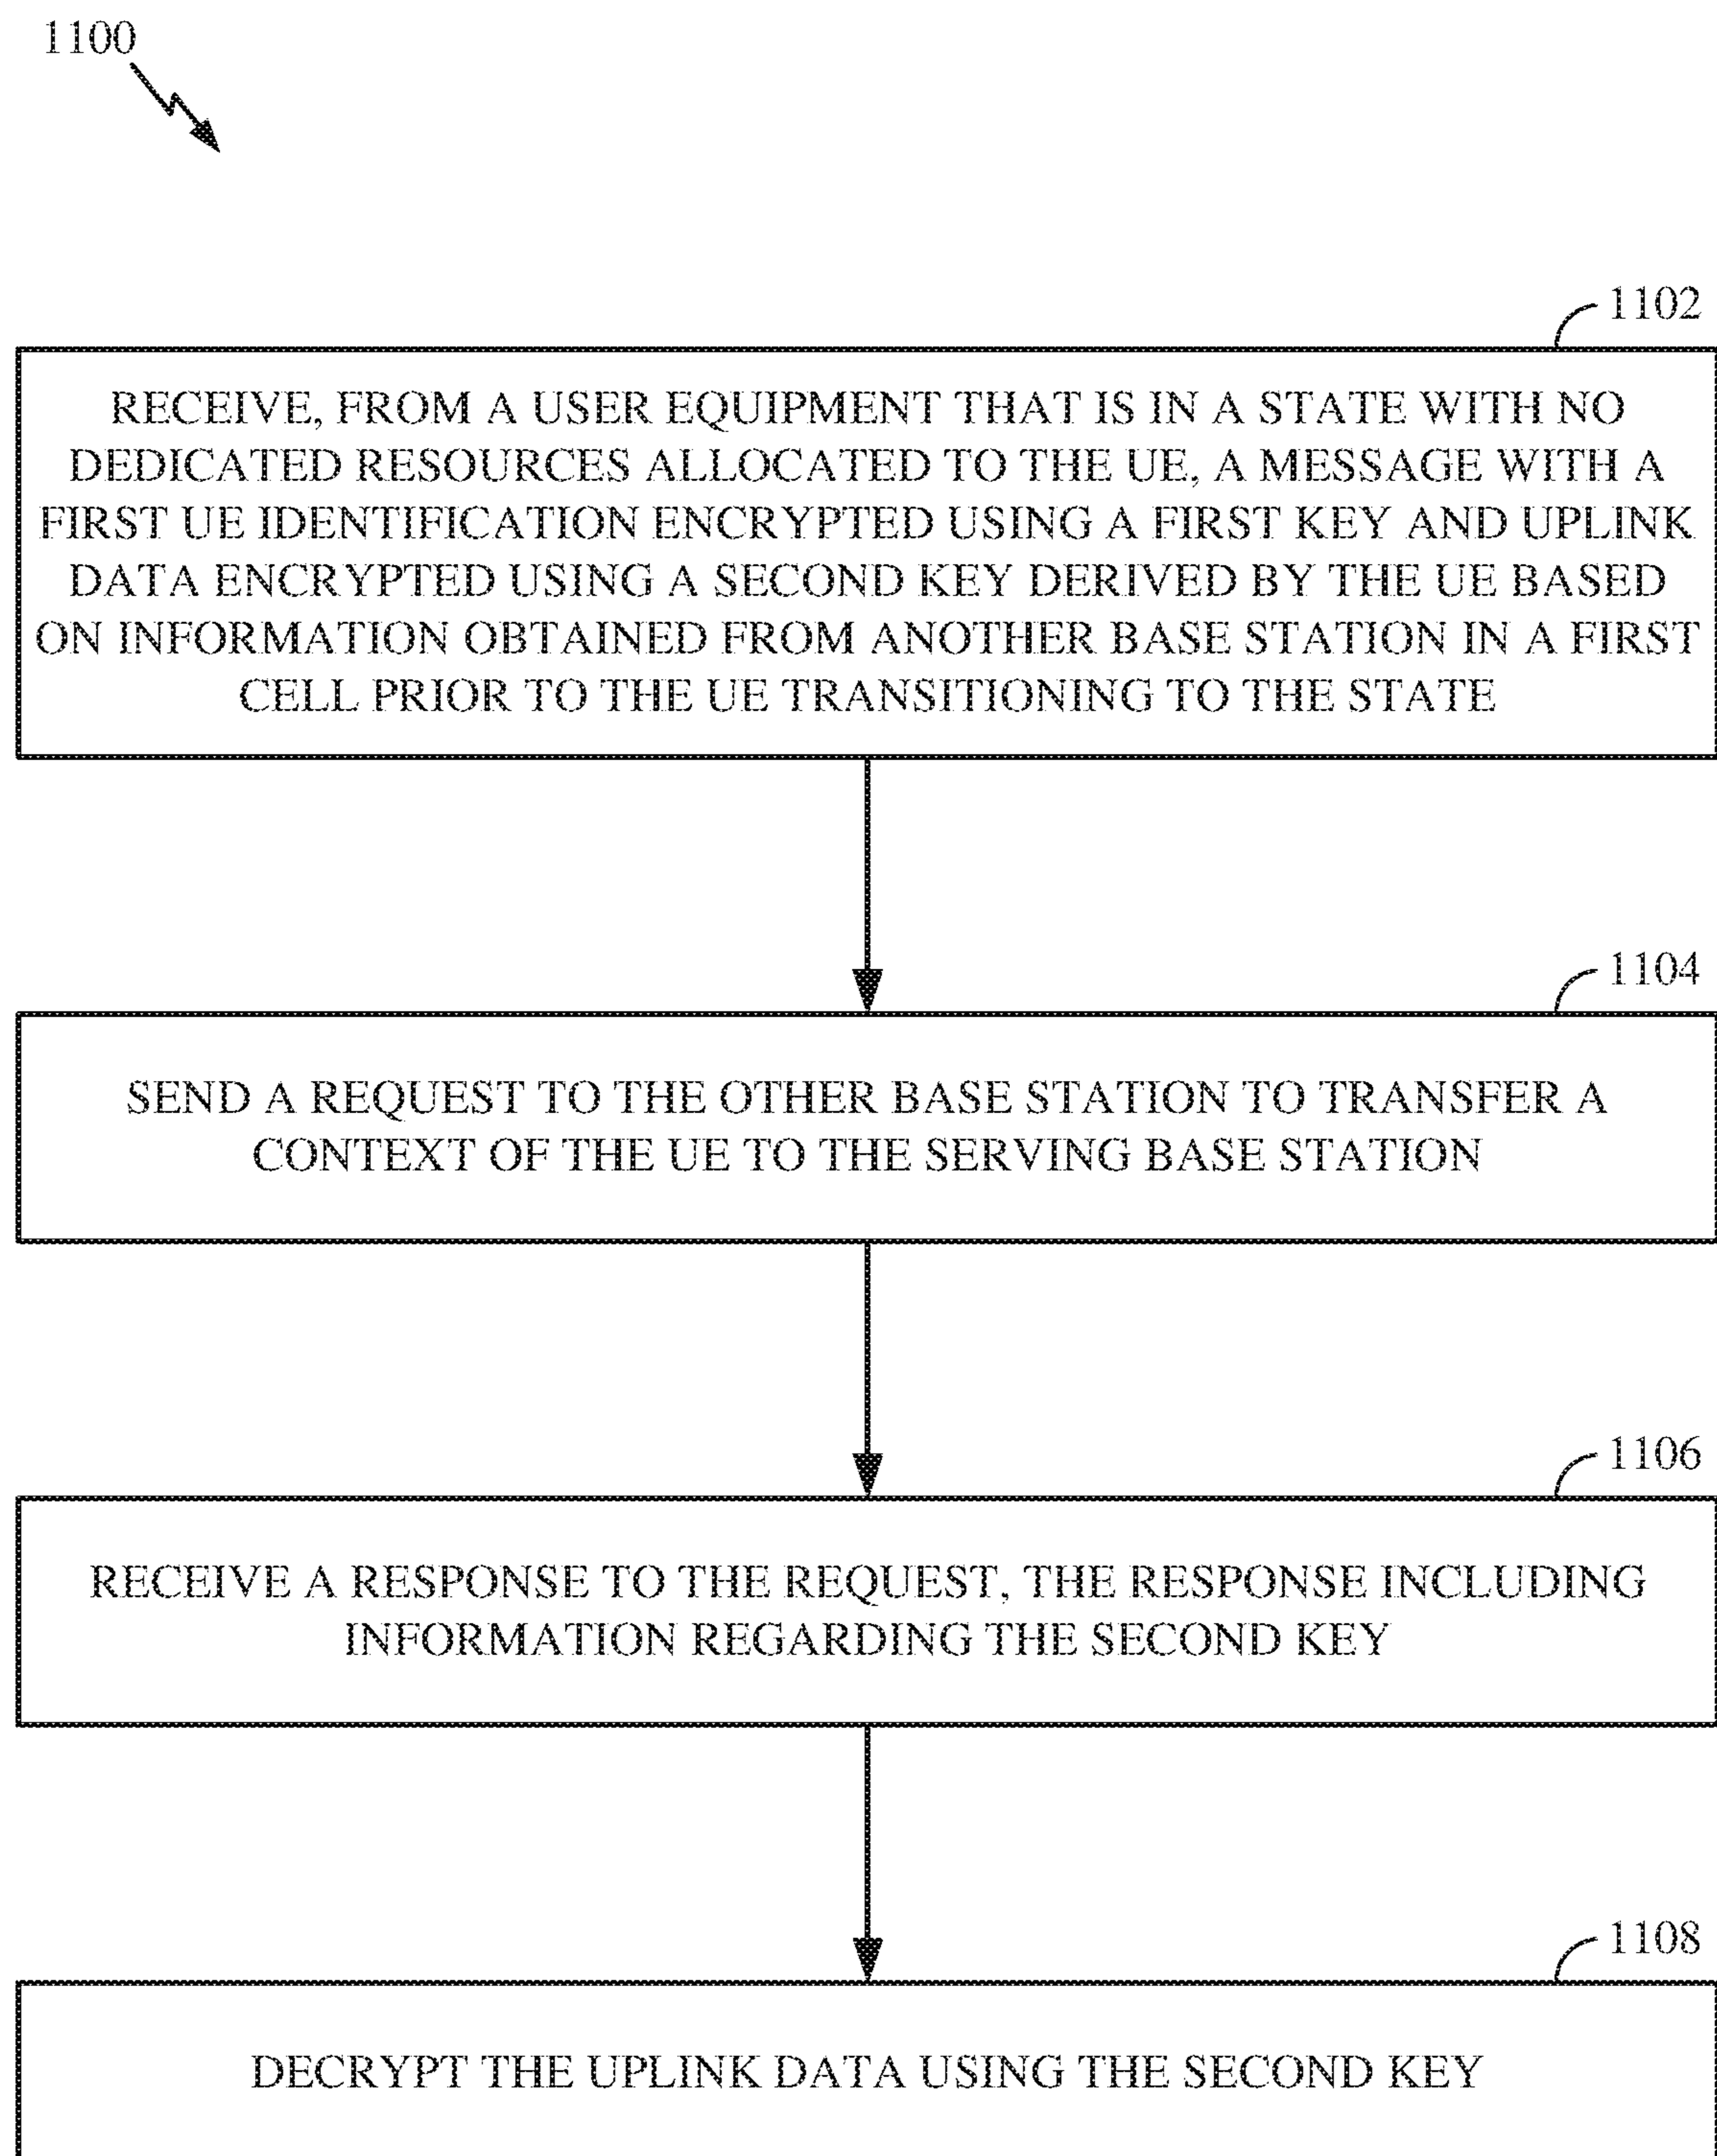 1100
1102
RECEIVE, FROM A USER EQUIPMENT THAT IS IN A STATE WITH NO
DEDICATED RESOURCES ALLOCATED TO THE UE, A MESSAGE WITH A
FIRST UE IDENTIFICATION ENCRYPTED USING A FIRST KEY AND UPLINK
DATA ENCRYPTED USING A SECOND KEY DERIVED BY THE UE BASED
ON INFORMATION OBTAINED FROM ANOTHER BASE STATION IN A FIRST
CELL PRIOR TO THE UE TRANSITIONING TO THE STATE
1104
SEND A REQUEST TO THE OTHER BASE STATION TO TRANSFER A
CONTEXT OF THE UE TO THE SERVING BASE STATION
1106
RECEIVE A RESPONSE TO THE REQUEST, THE RESPONSE INCLUDING
INFORMATION REGARDING THE SECOND KEY
1108
DECRYPT THE UPLINK DATA USING THE SECOND KEY